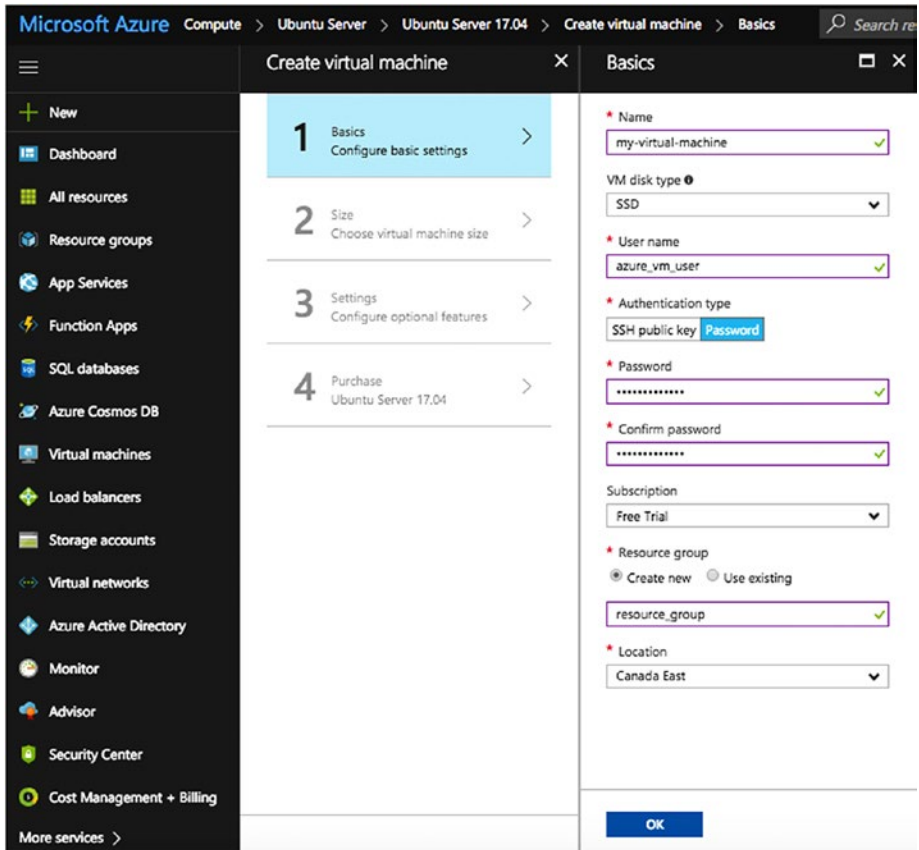 Microsoft Azure Compute > Ubuntu Server > Ubuntu Server 17.04 > Create virtual machine > Basics Search re
New
Dashboard
All resources
Resource groups
App Services
Function Apps
SQL databases
Azure Cosmos DB
Virtual machines
Load balancers
Storage accounts
Virtual networks
Azure Active Directory
Monitor
Advisor
Security Center
Cost Management + Billing
More services >
Create virtual machine
1 Basics
Configure basic settings
2 Size
Choose virtual machine size
3 Settings
Configure optional features
4 Purchase
Ubuntu Server 17.04
Basics
* Name
my-virtual-machine
VM disk type
SSD
* User name
azure_vm_user
* Authentication type
SSH public key Password
* Password
•••••••••••••
* Confirm password
•••••••••••••
Subscription
Free Trial
* Resource group
Create new Use existing
resource_group
* Location
Canada East
OK